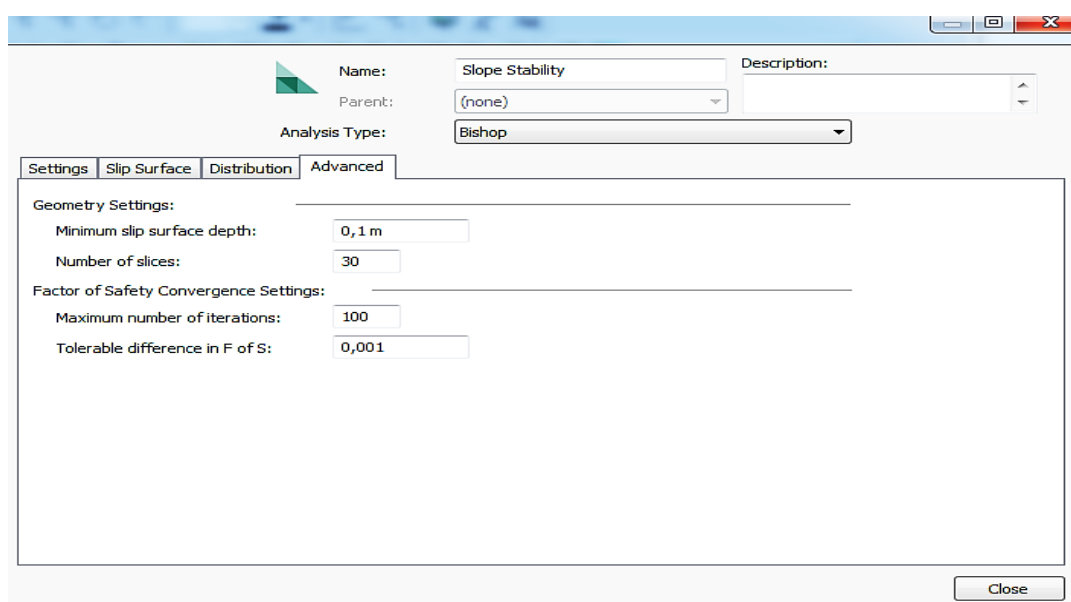 Name: Slope Stability Description:
Parent: (none)
Analysis Type: Bishop
Settings Slip Surface Distribution Advanced
Geometry Settings:
Minimum slip surface depth: 0,1 m
Number of slices: 30
Factor of Safety Convergence Settings:
Maximum number of iterations: 100
Tolerable difference in F of S: 0,001
Close